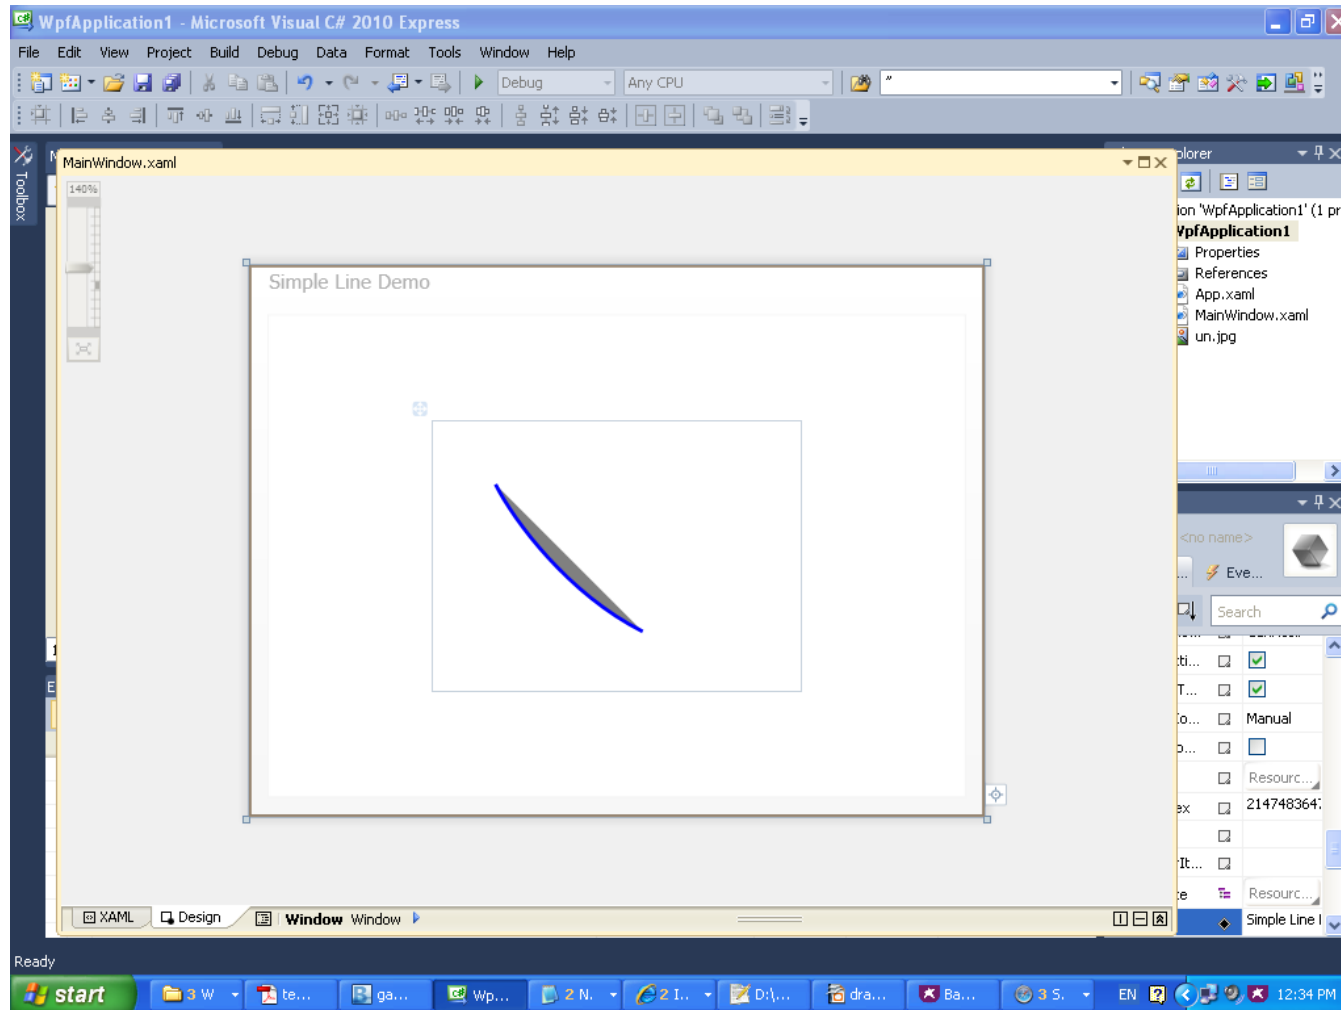 WpfApplication1 - Microsoft Visual C# 2010 Express
File Edit View Project Build Debug Data Format Tools Window Help
Debug Any CPU "
Toolbox
MainWindow.xaml
plorer
140%
ion 'WpfApplication1' (1 pr
VpfApplication1
Properties
References
App.xaml
MainWindow.xaml
un.jpg
Simple Line Demo
<no name>
... Eve...
Search
:ti...
T...
:o... Manual
o...
Resourc...
ex 214748364
'It...
:e Resourc...
Simple Line
XAML Design Window Window
Ready
start 3 W te... ga... Wp... 2 N. 2 I.. D:\... dra... Ba... 3 S. EN 12:34 PM